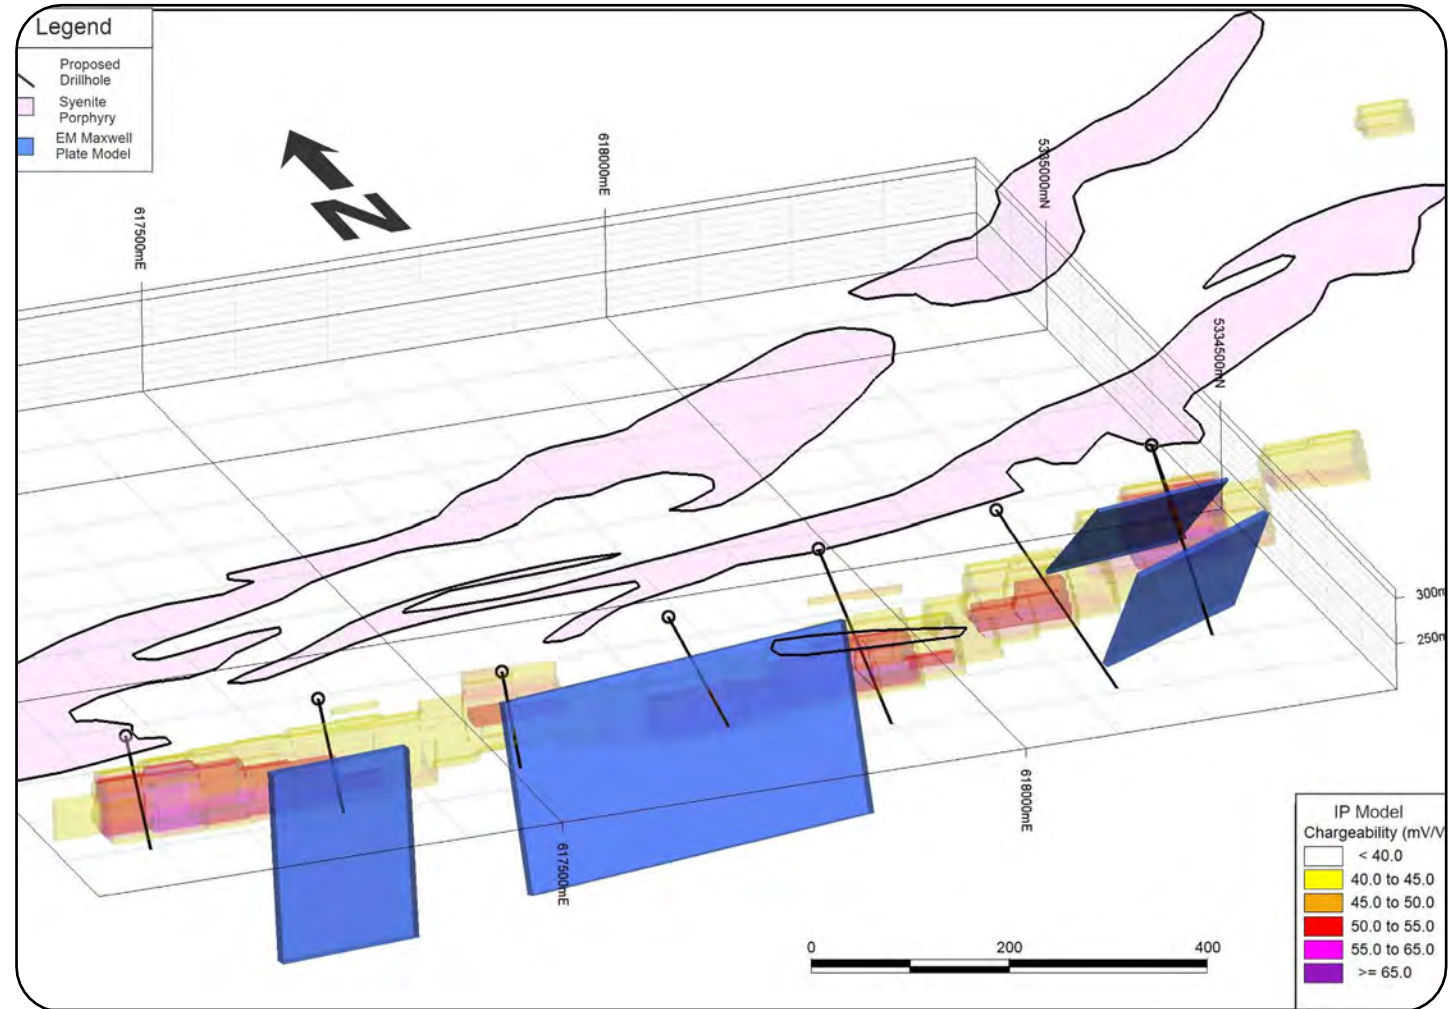 Legend
Proposed
Drillhole
Syenite
Porphyry
EM Maxwell
Plate Model
N
617500mE
618000mE
5335000mN
5334500mN
300m
250m
617500mE
618000mE
0 200 400
IP Model
Chargeability (mV/V
< 40.0
40.0 to 45.0
45.0 to 50.0
50.0 to 55.0
55.0 to 65.0
>= 65.0